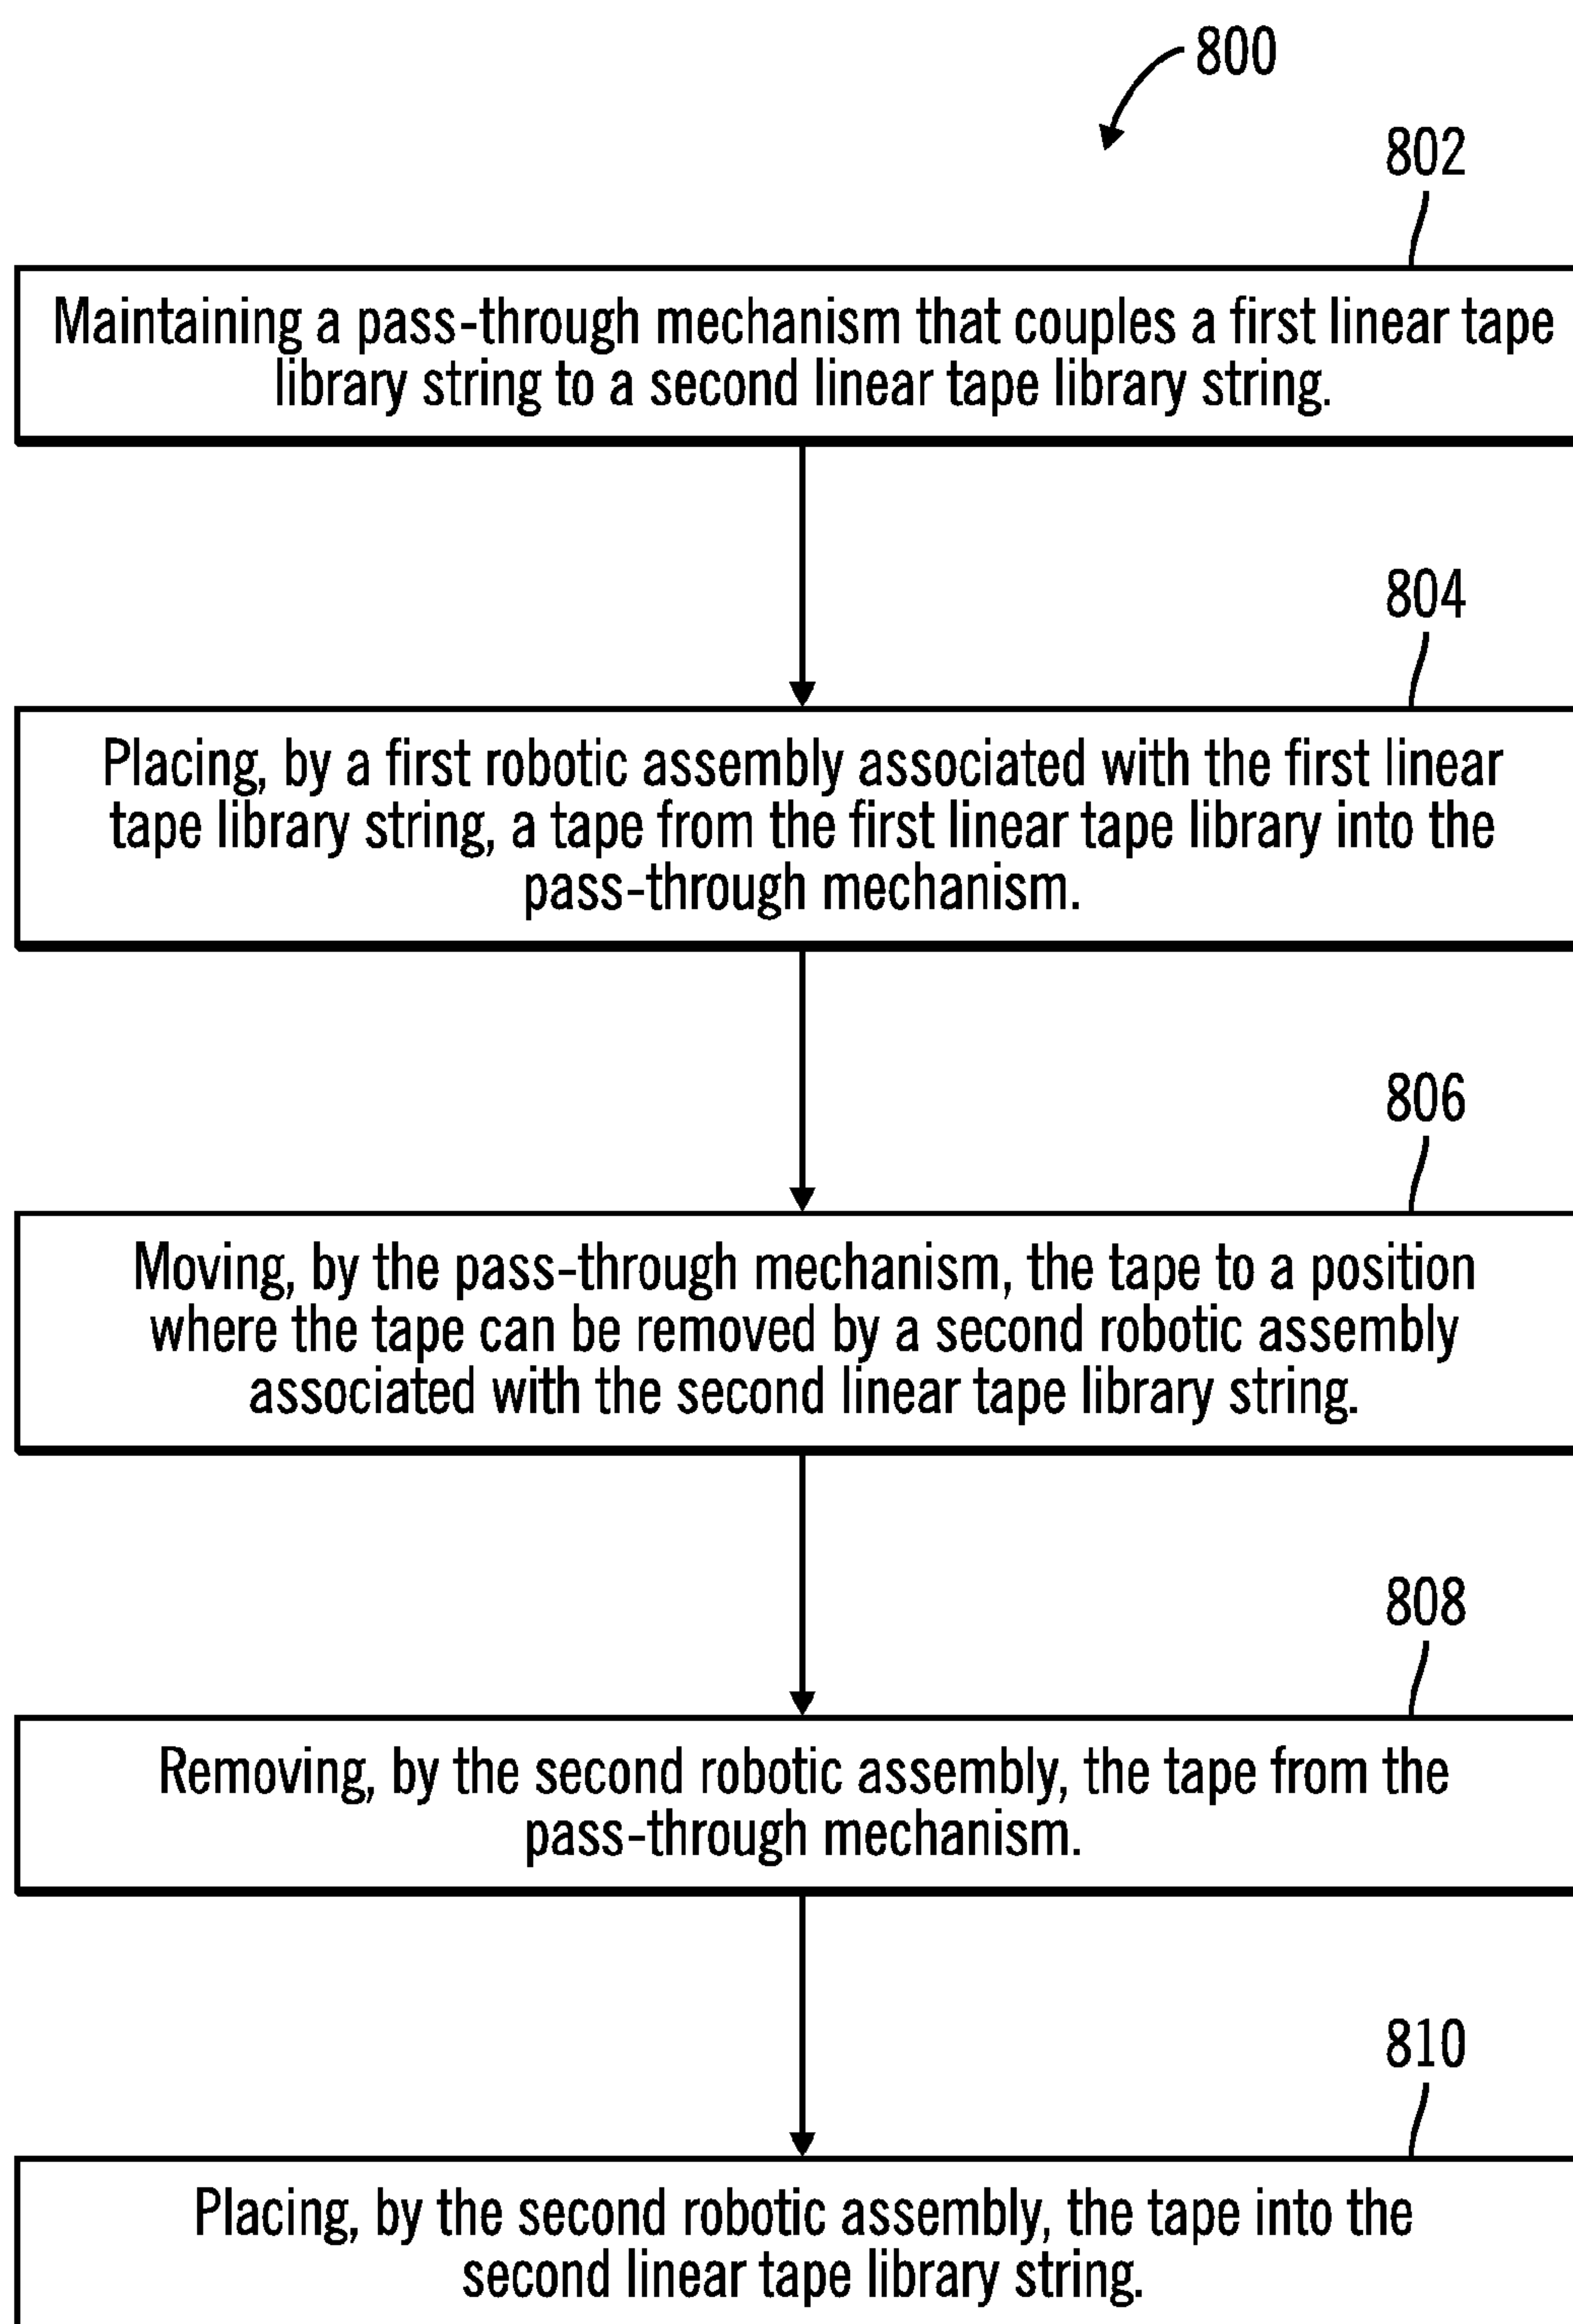 800
802
Maintaining a pass-through mechanism that couples a first linear tape
library string to a second linear tape library string.
804
Placing, by a first robotic assembly associated with the first linear
tape library string, a tape from the first linear tape library into the
pass-through mechanism.
806
Moving, by the pass-through mechanism, the tape to a position
where the tape can be removed by a second robotic assembly
associated with the second linear tape library string.
808
Removing, by the second robotic assembly, the tape from the
pass-through mechanism.
810
Placing, by the second robotic assembly, the tape into the
second linear tape library string.